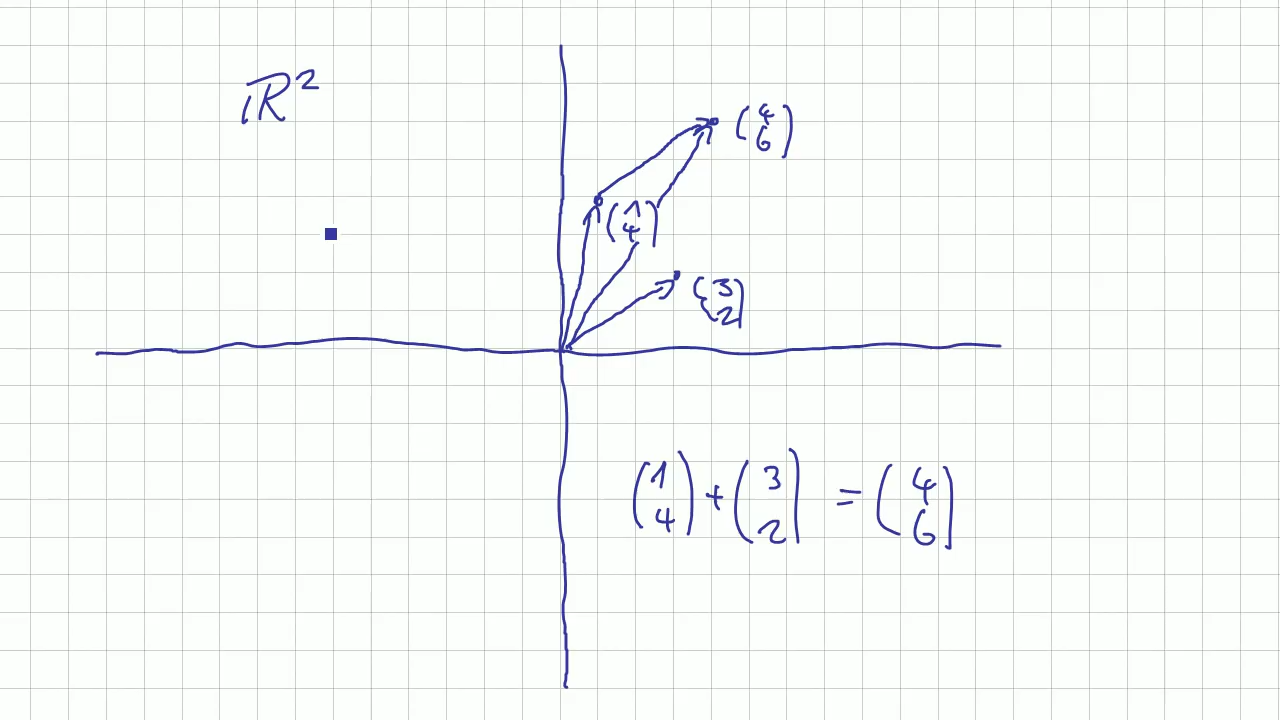 ℝ²
(4
6)
(1
4)
(3
2)
(1
4) + (3
2) = (4
6)